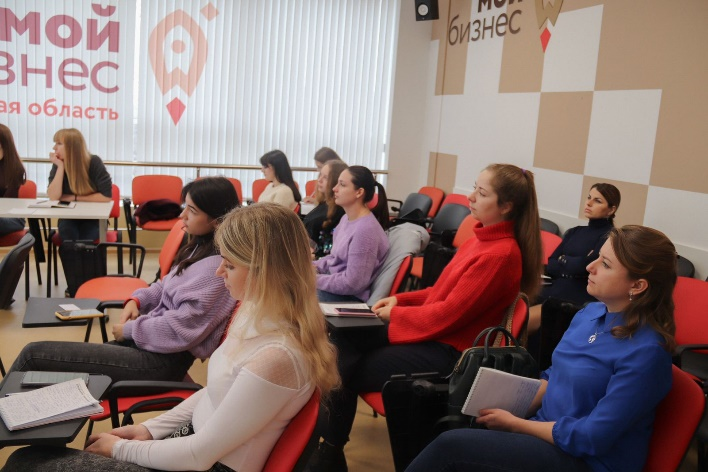 мой
знес
ая область
мой
бизнес